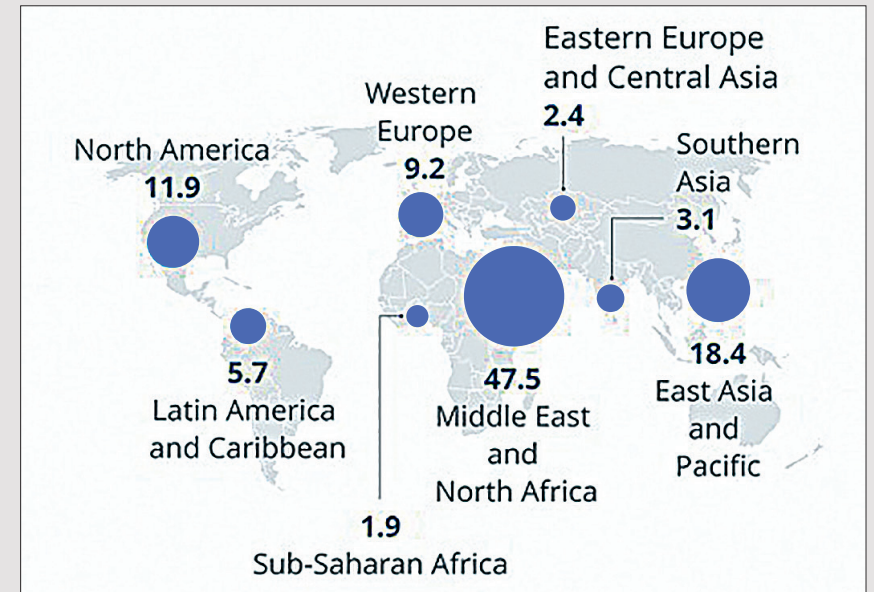 Eastern Europe
and Central Asia
2.4
Western
Europe
9.2
Southern
Asia
3.1
North America
11.9
18.4
East Asia
and
Pacific
5.7
Latin America
and Caribbean
47.5
Middle East
and
North Africa
1.9
Sub-Saharan Africa